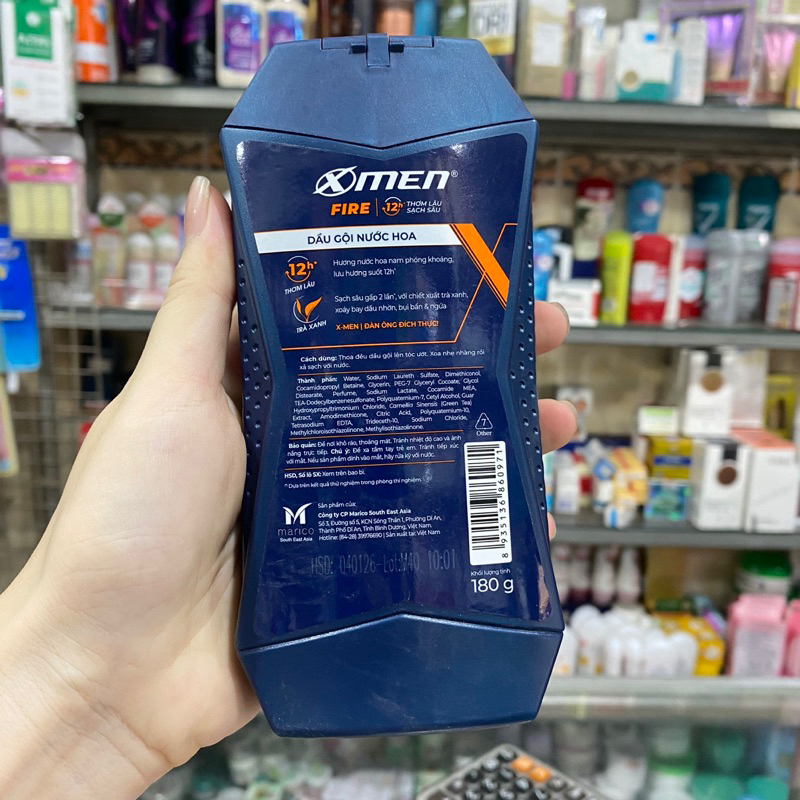 X-MEN®
FIRE | 12h* THƠM LÂU
SẠCH SÂU
DẦU GỘI NƯỚC HOA
12h*
THƠM LÂU
Hương nước hoa nam phóng khoáng,
lưu hương suốt 12h*
TRÀ XANH
Sạch sâu gấp 2 lần*, với chiết xuất trà xanh,
xoáy bay dầu nhờn, bụi bẩn & ngứa
X-MEN | ĐÀN ÔNG ĐÍCH THỰC!
Cách dùng: Thoa đều dầu gội lên tóc ướt. Xoa nhẹ nhàng rồi
xả sạch với nước.
Thành phần: Water, Sodium Laureth Sulfate, Dimethiconol,
Cocamidopropyl Betaine, Glycerin, PEG-7 Glyceryl Cocoate, Glycol
Distearate, Perfume, Sodium Lactate, Cocamide MEA,
TEA-Dodecylbenzenesulfonate, Polyquaternium-7, Cetyl Alcohol, Guar
Hydroxypropyltrimonium Chloride, Camellia Sinensis (Green Tea)
Extract, Amodimethicone, Citric Acid, Polyquaternium-10,
Tetrasodium EDTA, Trideceth-10, Sodium Chloride,
Methylchloroisothiazolinone, Methylisothiazolinone.
7
Other
Bảo quản: Để nơi khô ráo, thoáng mát. Tránh nhiệt độ cao và ánh
nắng trực tiếp. Chú ý: Để xa tầm tay trẻ em. Tránh tiếp xúc
với mắt. Nếu sản phẩm dính vào mắt, hãy rửa kỹ với nước.
HSD, Số lô SX: Xem trên bao bì.
(*) Dựa trên kết quả thử nghiệm trong phòng thí nghiệm.
marico
South East Asia
Sản phẩm của:
Công ty CP Marico South East Asia
Số 3, Đường số 5, KCN Sóng Thần 1, Phường Dĩ An,
Thành Phố Dĩ An, Tỉnh Bình Dương, Việt Nam.
Hotline: (84-28) 39976690 | Sản xuất tại: Việt Nam
8 935136 860971
HSD: 040126-Lot:V40 10:01
Khối lượng tịnh
180 g